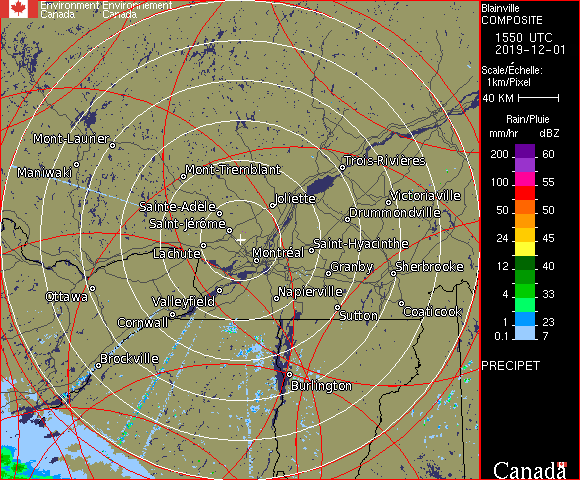 Environment Environnement
Canada Canada
Blainville
COMPOSITE
1550 UTC
2019-12-01
Scale/Échelle:
1km/Pixel
40 KM
Rain/Pluie
mm/hr dBZ
200 60
100 55
50 50
24 45
12 40
4 33
1 23
0.1 7
PRECIPET
Mont-Laurier
Maniwaki
Mont-Tremblant
Trois-Rivières
Joliette
Victoriaville
Sainte-Adèle
Drummondville
Saint-Jérôme
Lachute
Montréal
Saint-Hyacinthe
Granby
Sherbrooke
Ottawa
Valleyfield
Napierville
Cornwall
Sutton
Coaticook
Brockville
Burlington
Canada